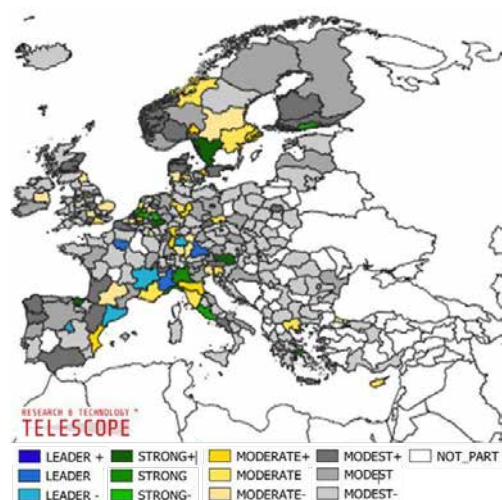 RESEARCH & TECHNOLOGY
TELESCOPE
LEADER + STRONG+ MODERATE+ MODEST+ NOT_PART
LEADER STRONG MODERATE MODEST
LEADER - STRONG- MODERATE- MODEST-